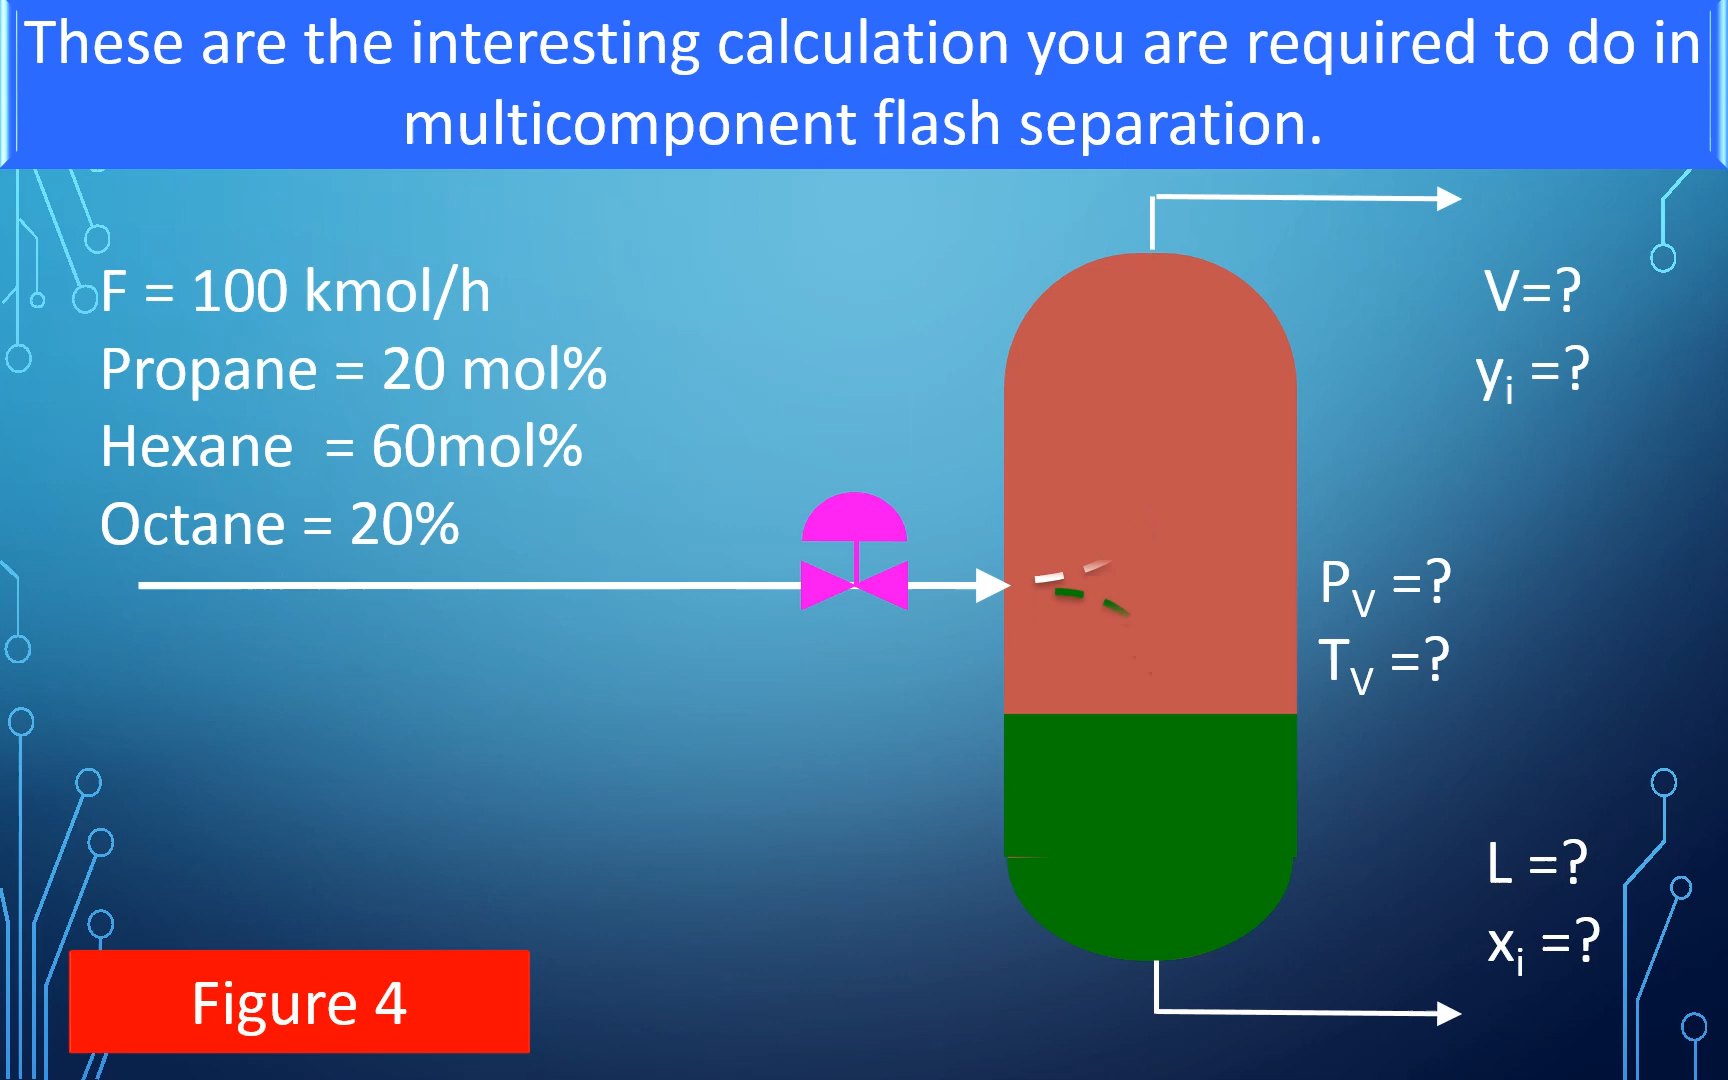 These are the interesting calculation you are required to do in
multicomponent flash separation.
F = 100 kmol/h
Propane = 20 mol%
Hexane  = 60mol%
Octane = 20%
V=?
yi =?
PV =?
TV =?
L =?
xi =?
Figure 4